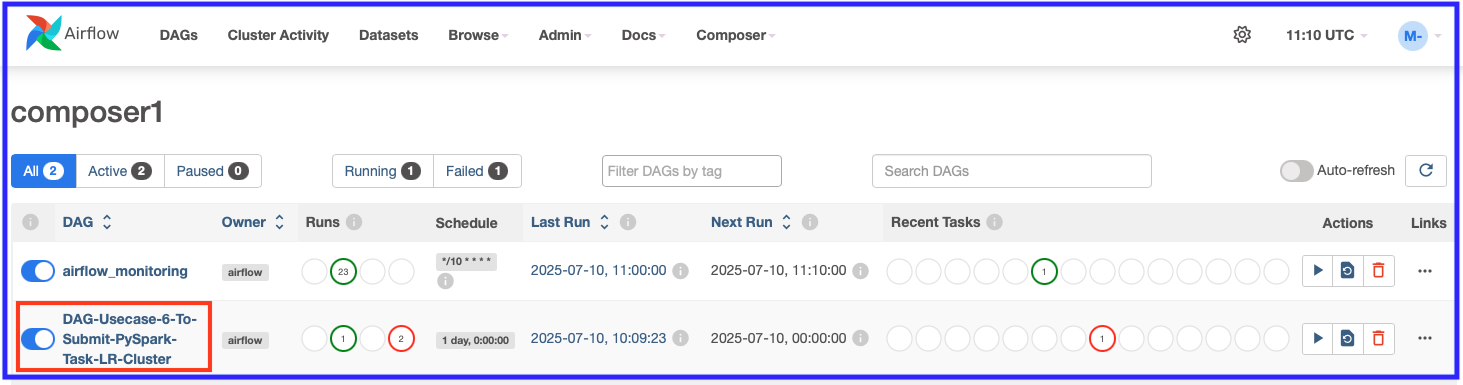 Airflow DAGs Cluster Activity Datasets Browse Admin Docs Composer 11:10 UTC M-
composer1
All 2 Active 2 Paused 0 Running 1 Failed 1 Filter DAGs by tag Search DAGs Auto-refresh
DAG Owner Runs Schedule Last Run Next Run Recent Tasks Actions Links
airflow_monitoring airflow 23 */10 * * * * 2025-07-10, 11:00:00 2025-07-10, 11:10:00 1
DAG-Usecase-6-To-
Submit-PySpark-
Task-LR-Cluster
airflow 1 2 1 day, 0:00:00 2025-07-10, 10:09:23 2025-07-10, 00:00:00 1